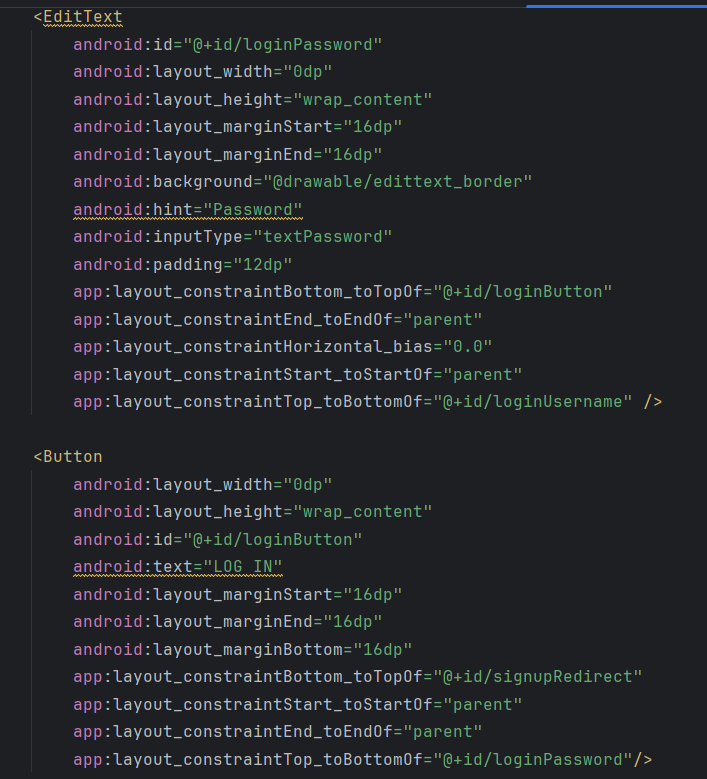 <EditText
android:id="@+id/loginPassword"
android:layout_width="0dp"
android:layout_height="wrap_content"
android:layout_marginStart="16dp"
android:layout_marginEnd="16dp"
android:background="@drawable/edittext_border"
android:hint="Password"
android:inputType="textPassword"
android:padding="12dp"
app:layout_constraintBottom_toTopOf="@+id/loginButton"
app:layout_constraintEnd_toEndOf="parent"
app:layout_constraintHorizontal_bias="0.0"
app:layout_constraintStart_toStartOf="parent"
app:layout_constraintTop_toBottomOf="@+id/loginUsername" />
<Button
android:layout_width="0dp"
android:layout_height="wrap_content"
android:id="@+id/loginButton"
android:text="LOG IN"
android:layout_marginStart="16dp"
android:layout_marginEnd="16dp"
android:layout_marginBottom="16dp"
app:layout_constraintBottom_toTopOf="@+id/signupRedirect"
app:layout_constraintStart_toStartOf="parent"
app:layout_constraintEnd_toEndOf="parent"
app:layout_constraintTop_toBottomOf="@+id/loginPassword"/>